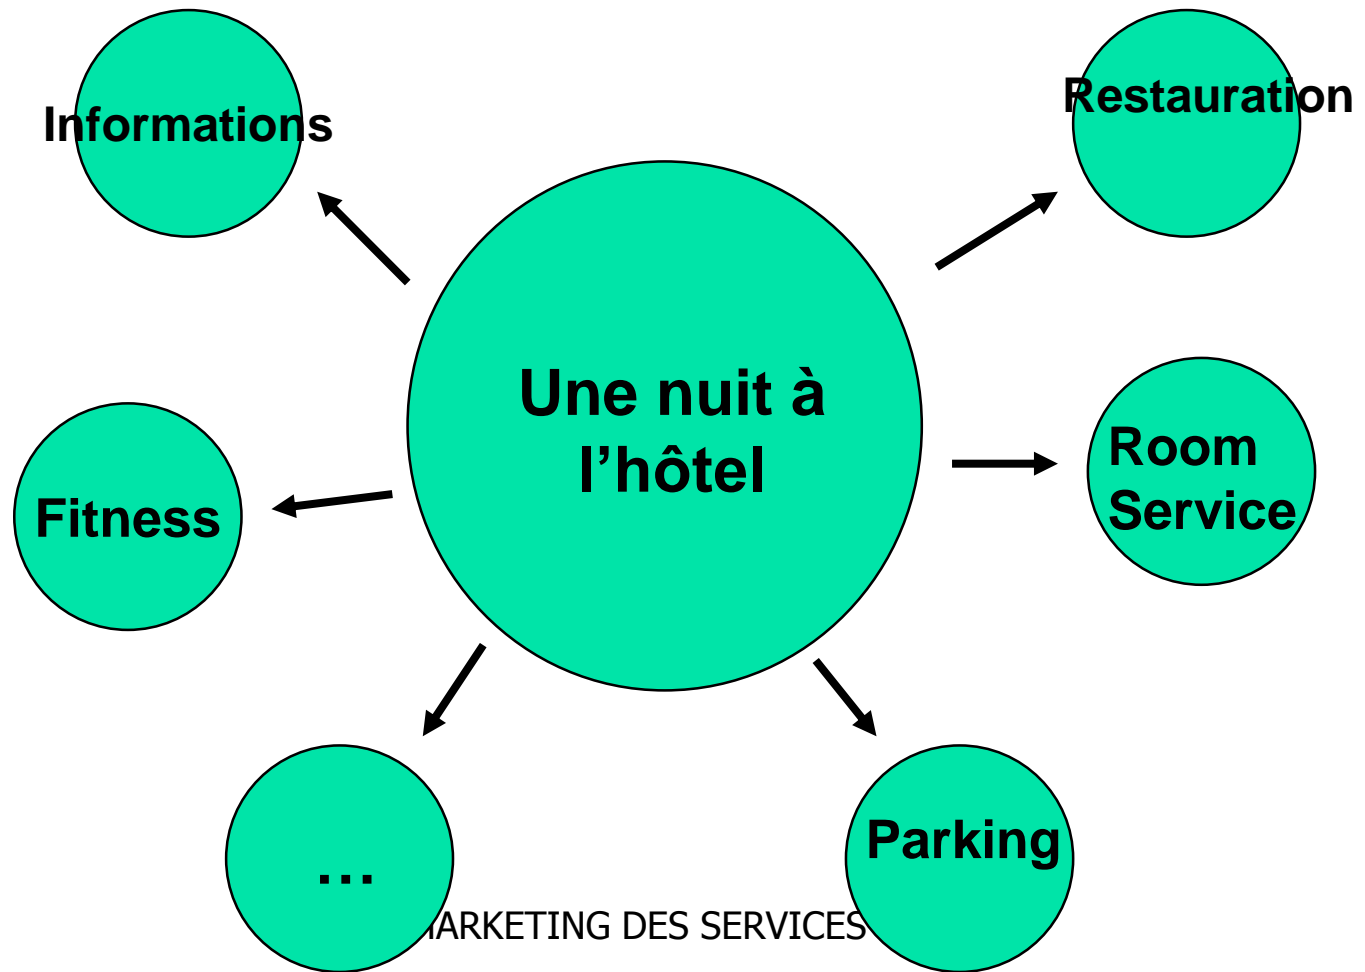 Informations
Restauration
Une nuit à
l’hôtel
Room
Service
Fitness
Parking
…
ARKETING DES SERVICES